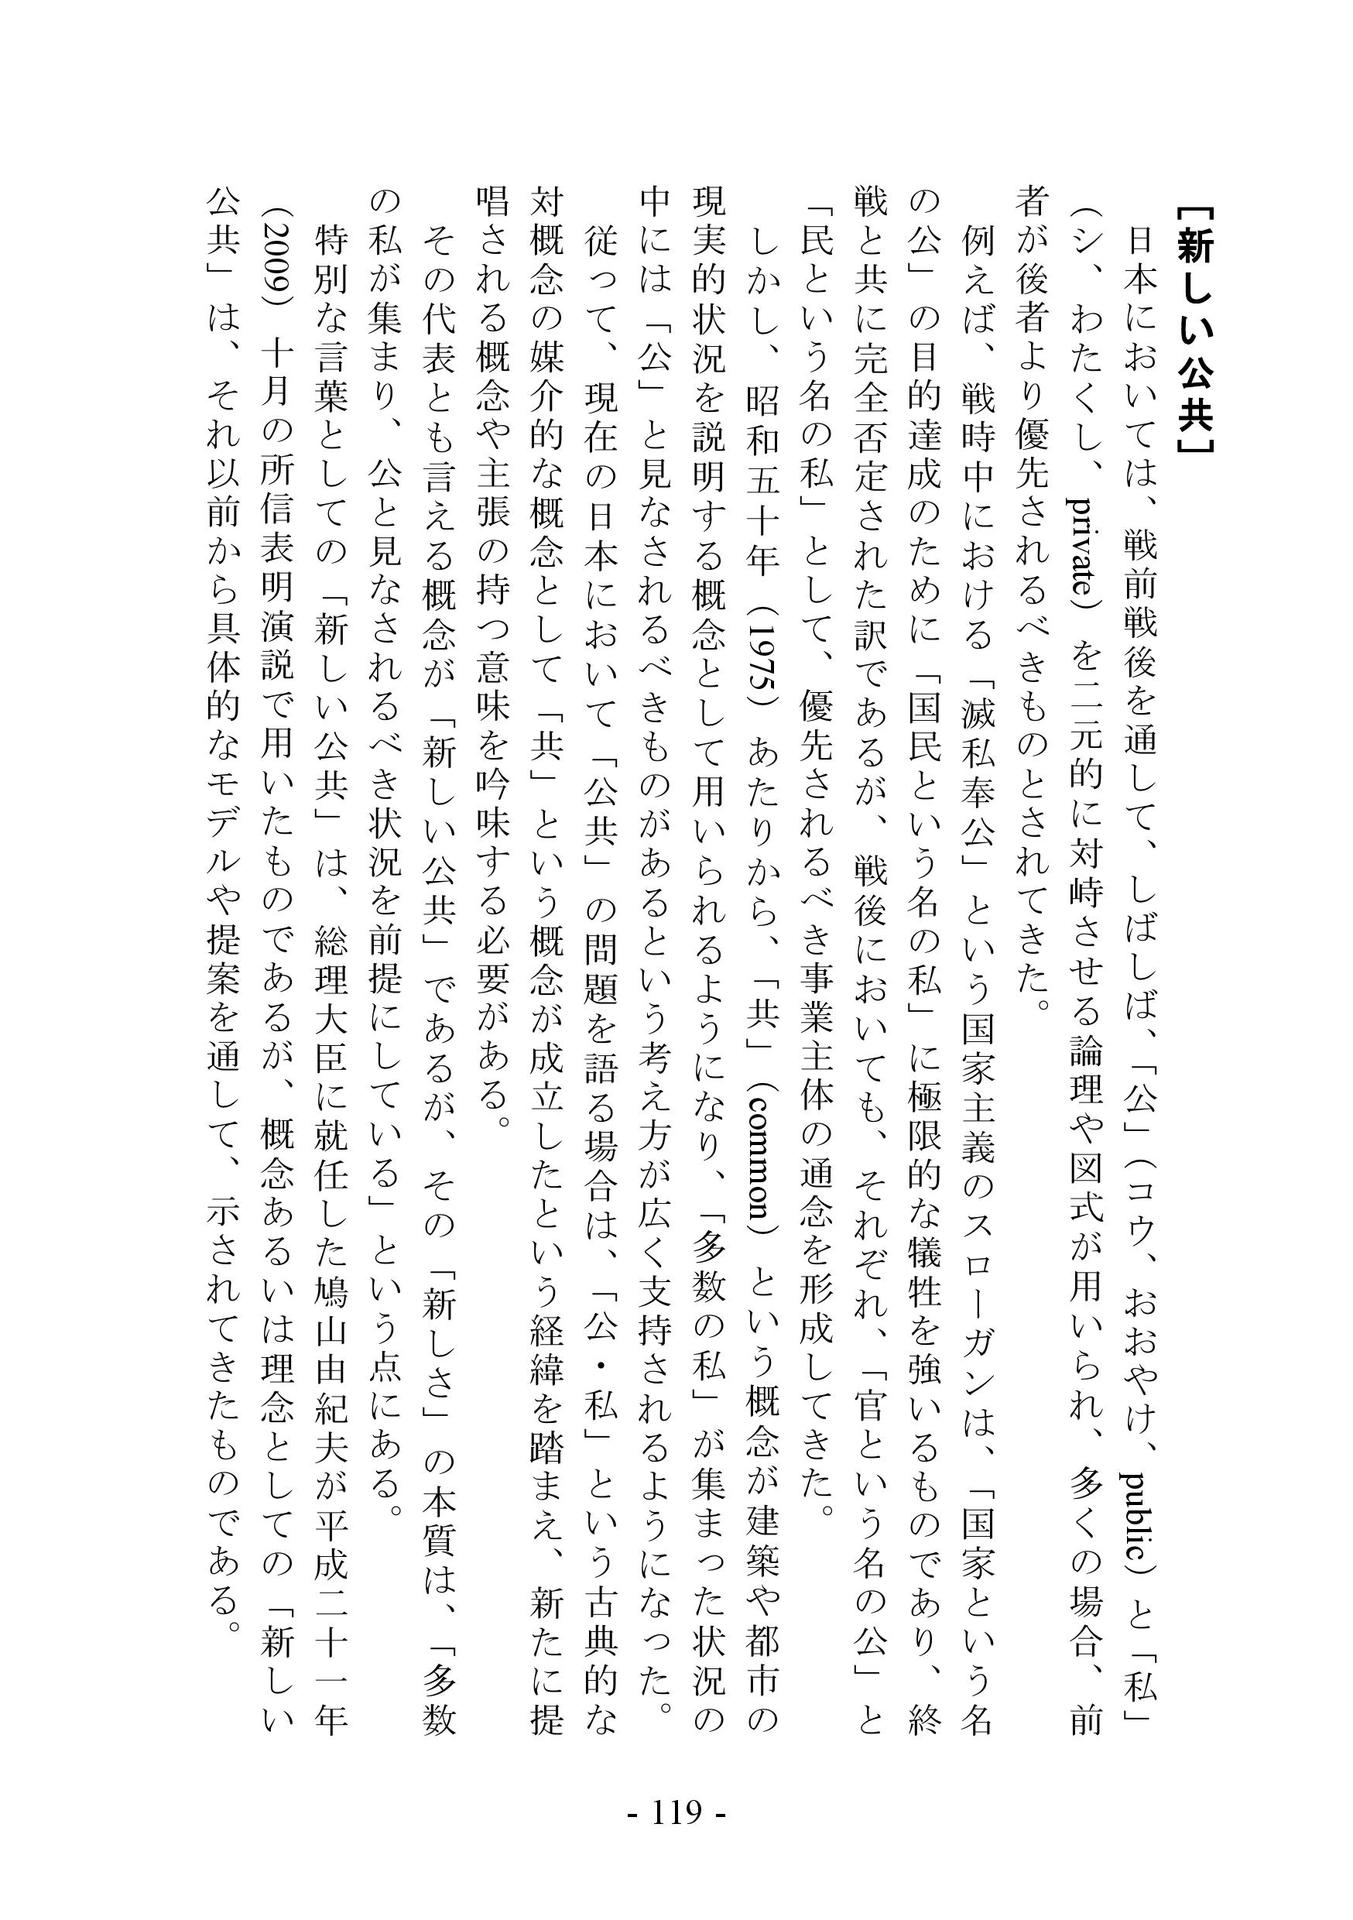 ［新しい公共］
　日本においては、戦前戦後を通して、しばしば、「公」（コウ、おおやけ、public）と「私」
（シ、わたくし、private）を二元的に対峙させる論理や図式が用いられ、多くの場合、前
者が後者より優先されるべきものとされてきた。
　例えば、戦時中における「滅私奉公」という国家主義のスローガンは、「国家という名
の公」の目的達成のために「国民という名の私」に極限的な犠牲を強いるものであり、終
戦と共に完全否定された訳であるが、戦後においても、それぞれ、「官という名の公」と
「民という名の私」として、優先されるべき事業主体の通念を形成してきた。
　しかし、昭和五十年（1975）あたりから、「共」（common）という概念が建築や都市の
現実的状況を説明する概念として用いられるようになり、「多数の私」が集まった状況の
中には「公」と見なされるべきものがあるという考え方が広く支持されるようになった。
　従って、現在の日本において「公共」の問題を語る場合は、「公・私」という古典的な
対概念の媒介的な概念として「共」という概念が成立したという経緯を踏まえ、新たに提
唱される概念や主張の持つ意味を吟味する必要がある。
　その代表とも言える概念が「新しい公共」であるが、その「新しさ」の本質は、「多数
の私が集まり、公と見なされるべき状況を前提にしている」という点にある。
　特別な言葉としての「新しい公共」は、総理大臣に就任した鳩山由紀夫が平成二十一年
（2009）十月の所信表明演説で用いたものであるが、概念あるいは理念としての「新しい
公共」は、それ以前から具体的なモデルや提案を通して、示されてきたものである。
- 119 -